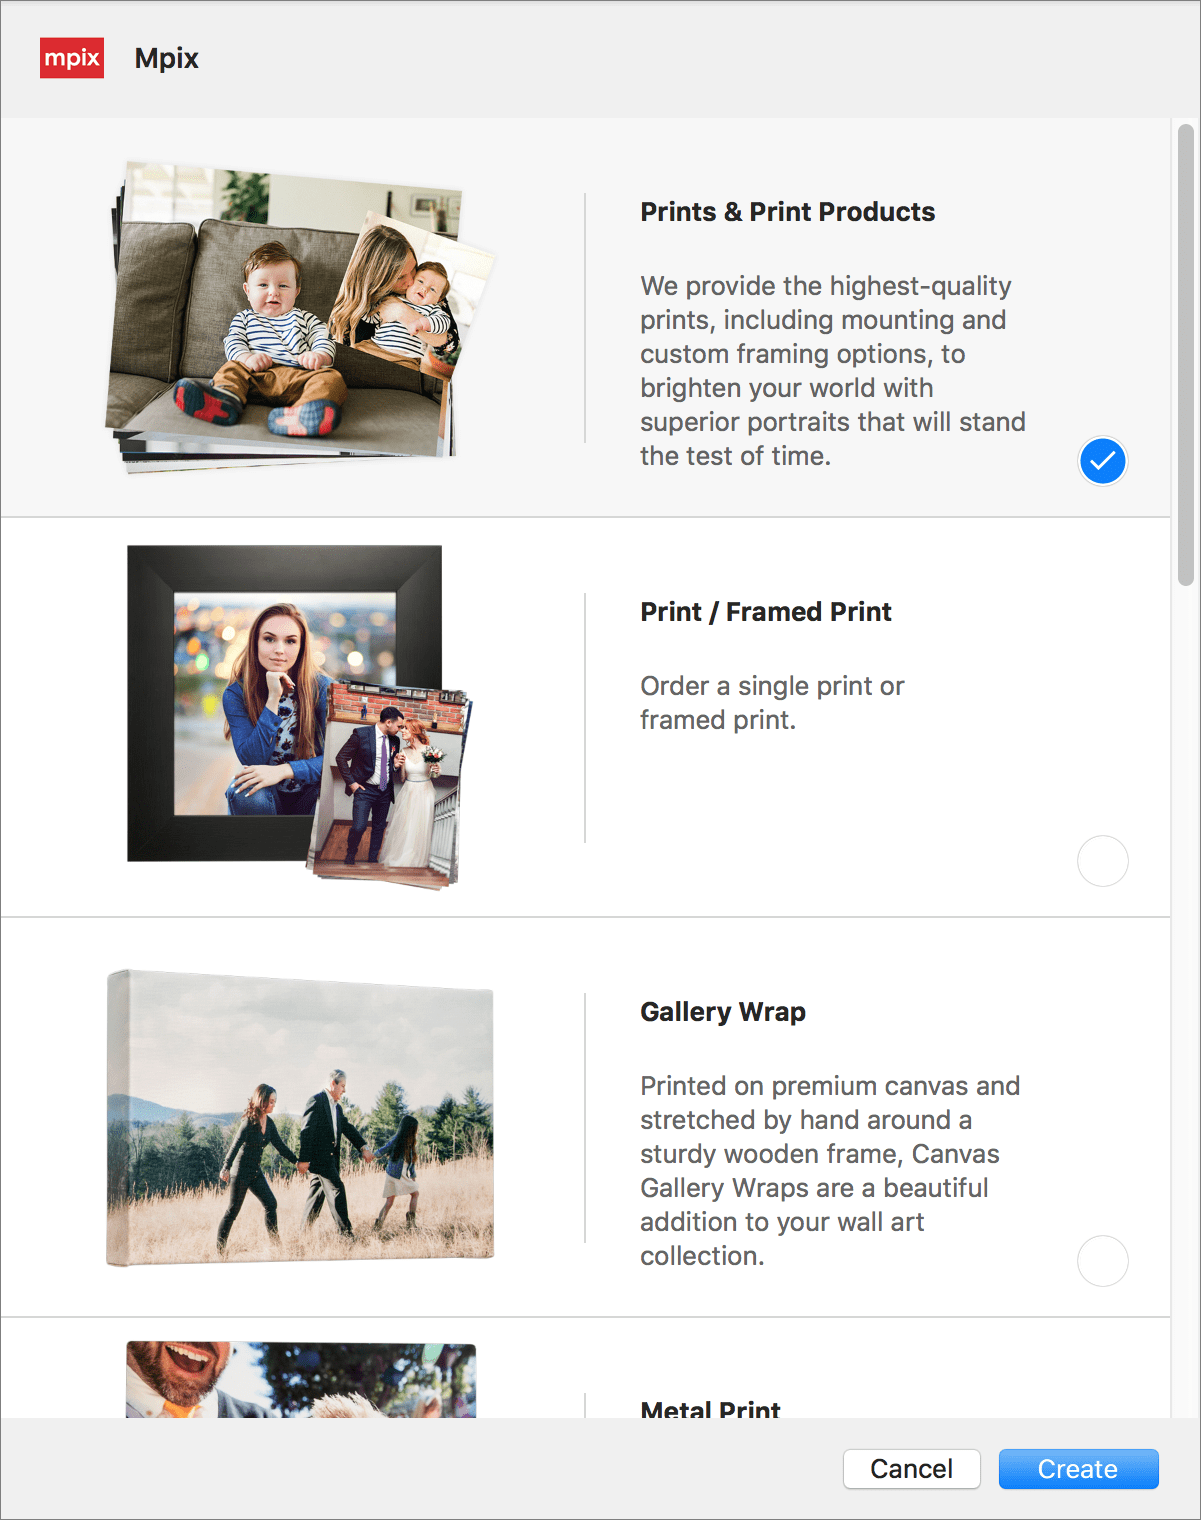 mpix
Mpix
Prints & Print Products
We provide the highest-quality
prints, including mounting and
custom framing options, to
brighten your world with
superior portraits that will stand
the test of time.
Print / Framed Print
Order a single print or
framed print.
Gallery Wrap
Printed on premium canvas and
stretched by hand around a
sturdy wooden frame, Canvas
Gallery Wraps are a beautiful
addition to your wall art
collection.
Metal Print
Cancel
Create